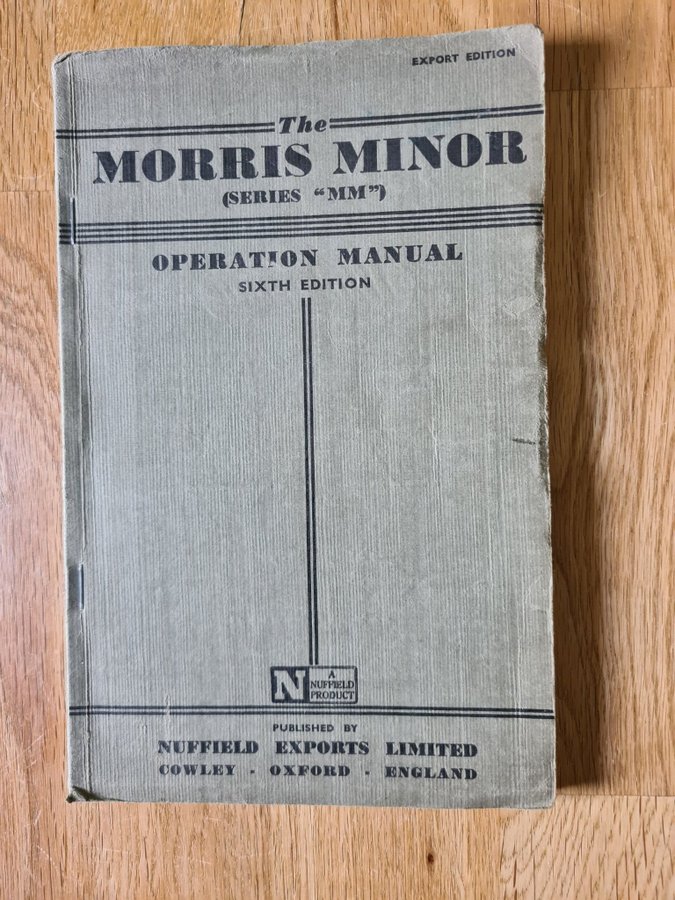 EXPORT EDITION
The
MORRIS MINOR
(SERIES “MM”)
OPERATION MANUAL
SIXTH EDITION
N
A
NUFFIELD
PRODUCT
PUBLISHED BY
NUFFIELD EXPORTS LIMITED
COWLEY · OXFORD · ENGLAND